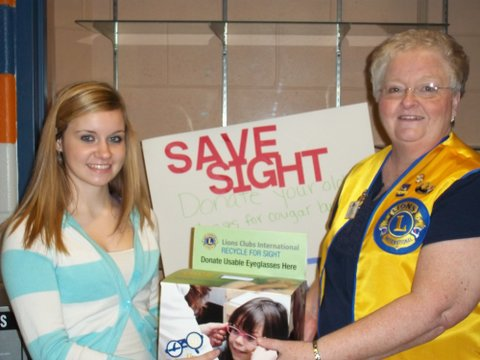 SAVE
SIGHT
Donate your old
for cougar
Lions Clubs International
RECYCLE FOR SIGHT
Donate Usable Eyeglasses Here
LIONS
L
INTERNATIONAL